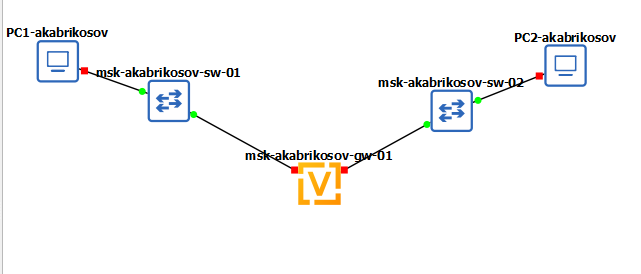 PC1-akabrikosov
PC2-akabrikosov
msk-akabrikosov-sw-01
msk-akabrikosov-sw-02
msk-akabrikosov-gw-01
V